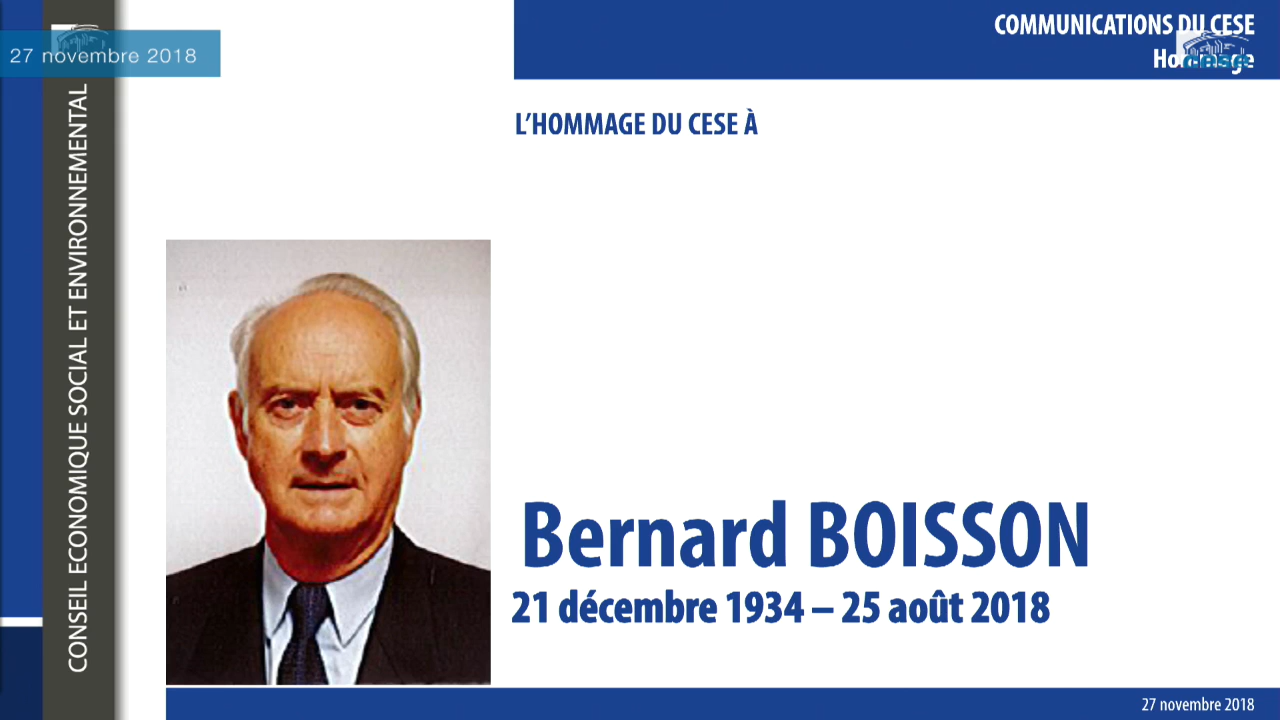 COMMUNICATIONS DU CESE
Hommage
27 novembre 2018
CONSEIL ECONOMIQUE SOCIAL ET ENVIRONNEMENTAL
L'HOMMAGE DU CESE À
Bernard BOISSON
21 décembre 1934 – 25 août 2018
27 novembre 2018